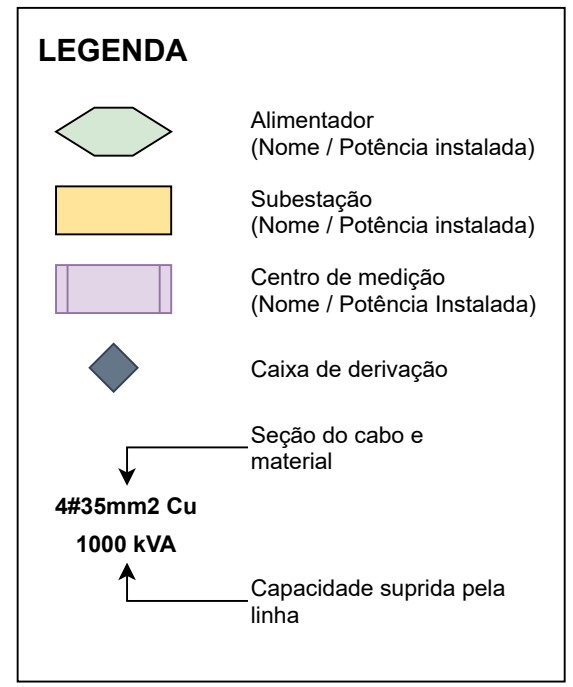 LEGENDA
Alimentador
(Nome / Potência instalada)
Subestação
(Nome / Potência instalada)
Centro de medição
(Nome / Potência Instalada)
Caixa de derivação
Seção do cabo e
material
4#35mm2 Cu
1000 kVA
Capacidade suprida pela
linha